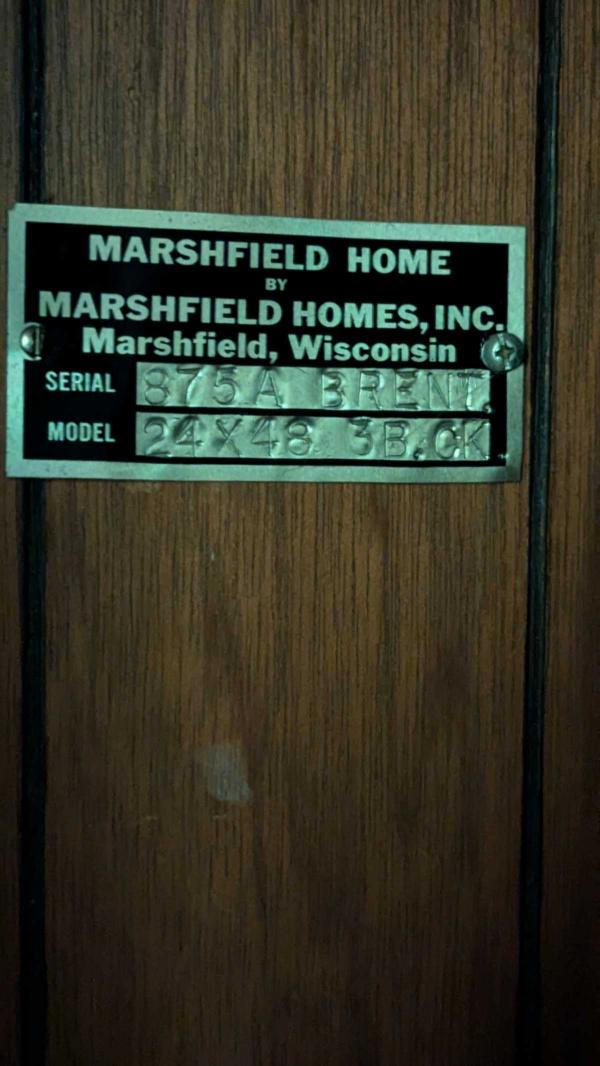 MARSHFIELD HOME
BY
MARSHFIELD HOMES, INC.
Marshfield, Wisconsin
SERIAL 875A BRENT
MODEL 24X48 3B.CK